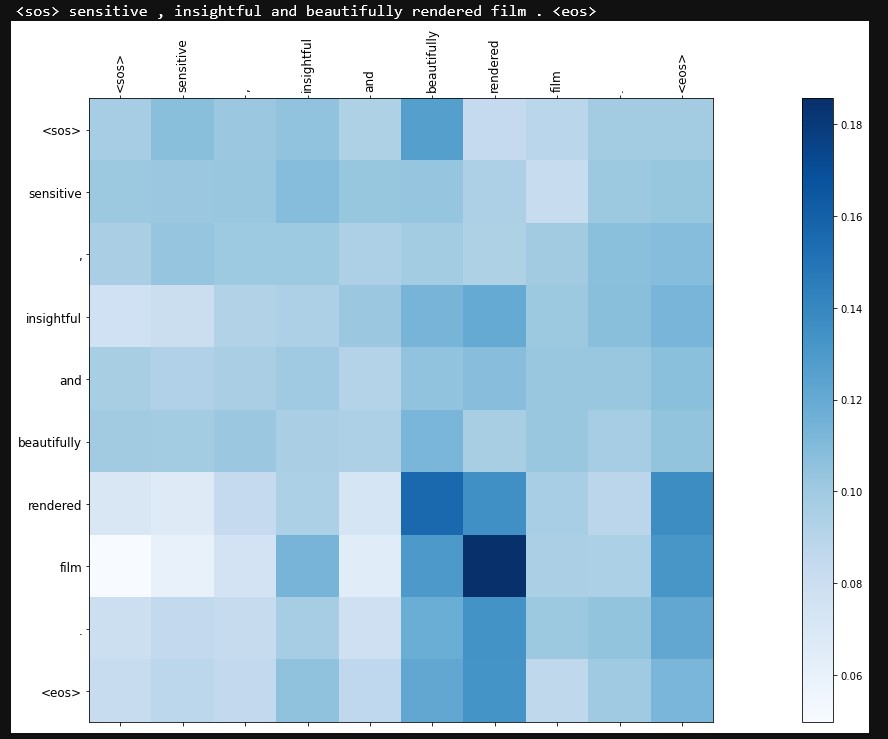 <sos> sensitive , insightful and beautifully rendered film . <eos>
<sos>
sensitive
,
insightful
and
beautifully
rendered
film
.
<eos>
<sos>
sensitive
,
insightful
and
beautifully
rendered
film
.
<eos>
0.18
0.16
0.14
0.12
0.10
0.08
0.06